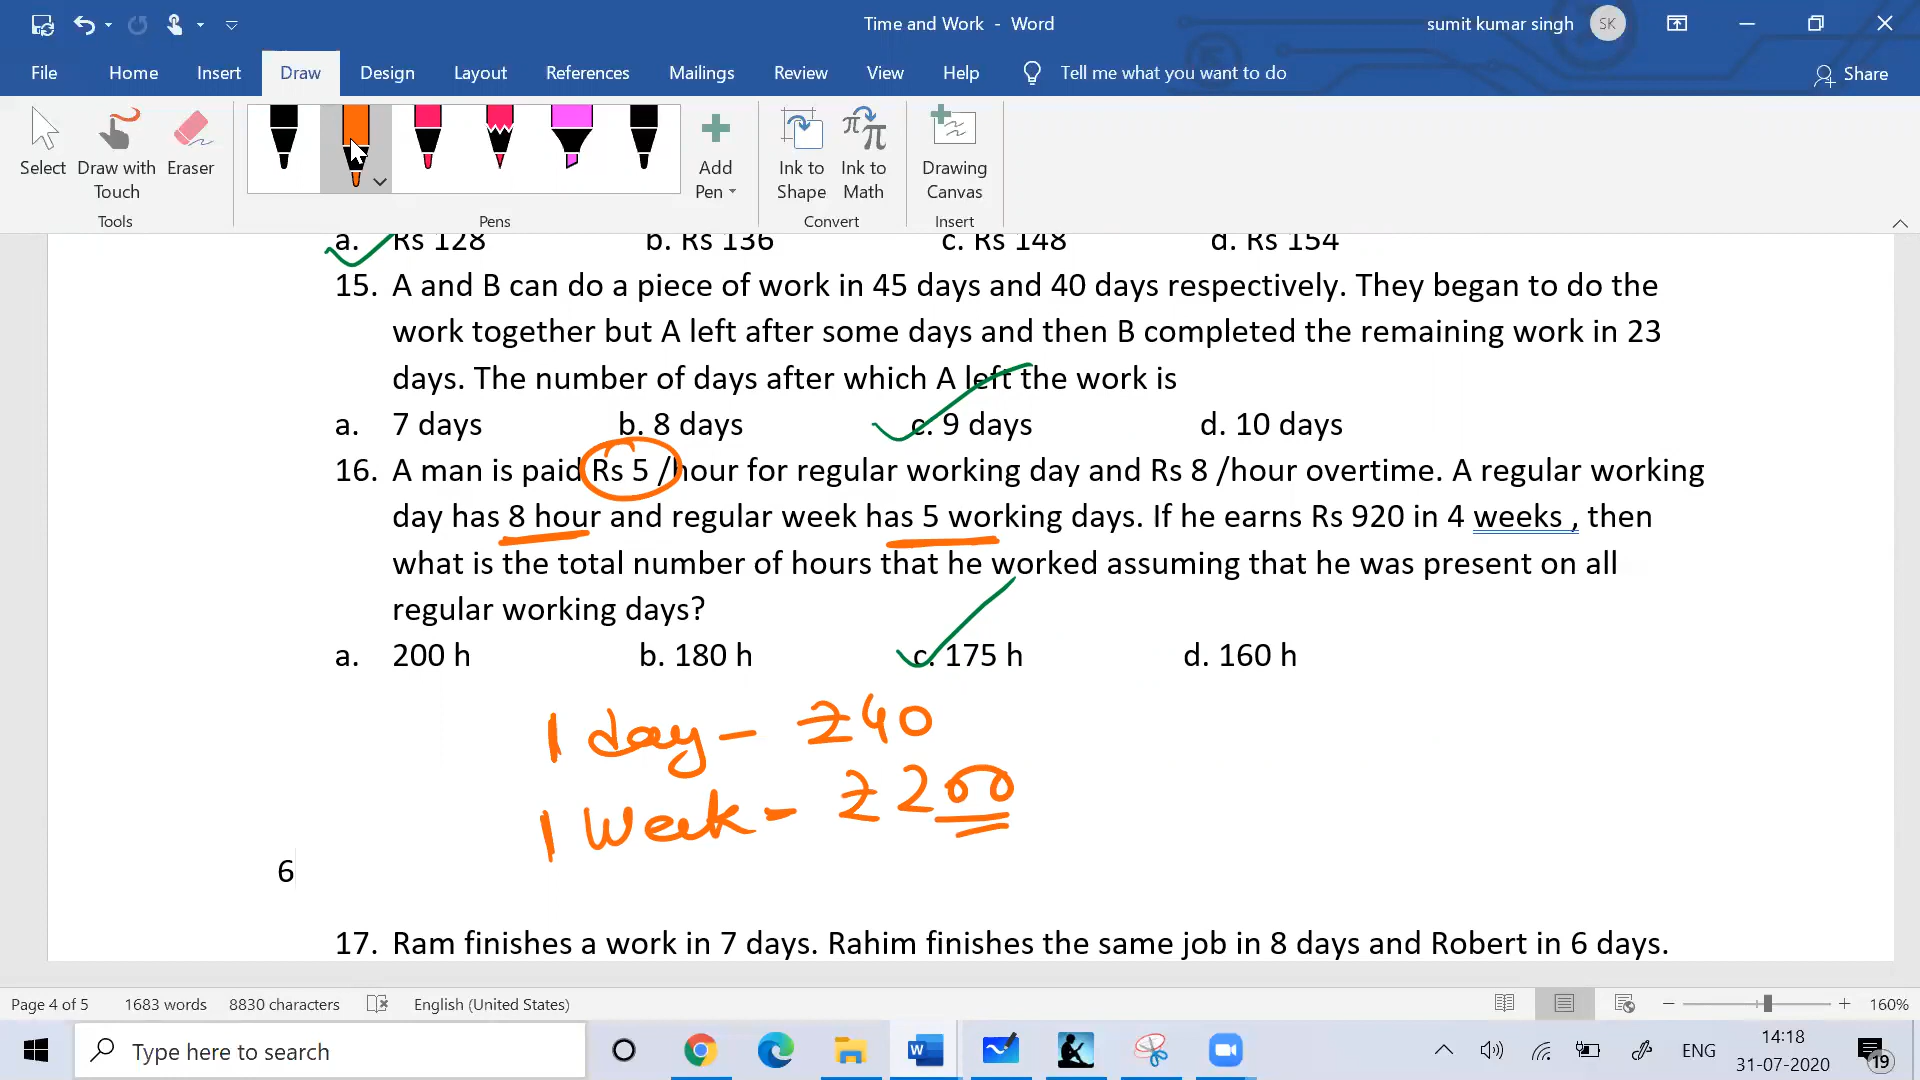 Time and Work - Word
sumit kumar singh
SK
File Home Insert Draw Design Layout References Mailings Review View Help Tell me what you want to do Share
Select Draw with Touch Eraser
Add Pen
Ink to Shape Ink to Math
Drawing Canvas
Tools Pens Convert Insert
a. Rs 128 b. Rs 136 c. Rs 148 d. Rs 154
15. A and B can do a piece of work in 45 days and 40 days respectively. They began to do the
work together but A left after some days and then B completed the remaining work in 23
days. The number of days after which A left the work is
a. 7 days b. 8 days c. 9 days d. 10 days
16. A man is paid Rs 5 /hour for regular working day and Rs 8 /hour overtime. A regular working
day has 8 hour and regular week has 5 working days. If he earns Rs 920 in 4 weeks , then
what is the total number of hours that he worked assuming that he was present on all
regular working days?
a. 200 h b. 180 h c. 175 h d. 160 h
1 day - ₹40
1 Week - ₹200
6
17. Ram finishes a work in 7 days. Rahim finishes the same job in 8 days and Robert in 6 days.
Page 4 of 5 1683 words 8830 characters English (United States) 160%
Type here to search
ENG
14:18
31-07-2020
19